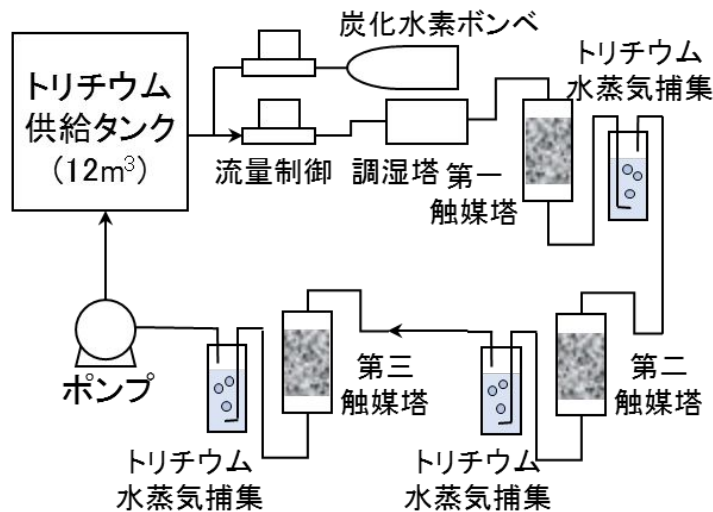 炭化水素ボンベ
トリチウム
水蒸気捕集
トリチウム
供給タンク
(12m³)
流量制御
調湿塔
第一
触媒塔
ポンプ
トリチウム
水蒸気捕集
第三
触媒塔
トリチウム
水蒸気捕集
第二
触媒塔